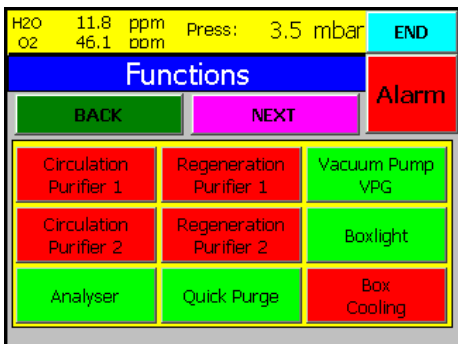 H2O 11.8 ppm Press: 3.5 mbar END
O2 46.1 ppm
Functions
Alarm
BACK NEXT
Circulation Purifier 1
Regeneration Purifier 1
Vacuum Pump VPG
Circulation Purifier 2
Regeneration Purifier 2
Boxlight
Analyser
Quick Purge
Box Cooling